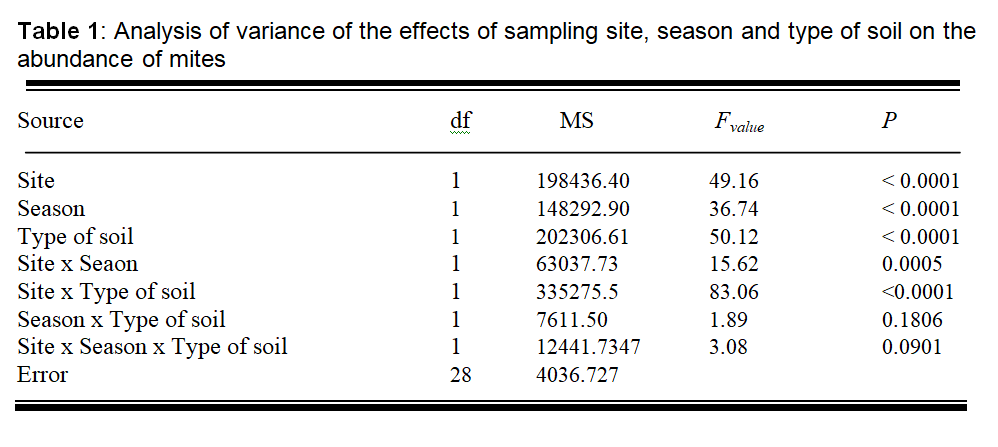 Table 1: Analysis of variance of the effects of sampling site, season and type of soil on the
abundance of mites
Source df MS Fvalue P
Site 1 198436.40 49.16 < 0.0001
Season 1 148292.90 36.74 < 0.0001
Type of soil 1 202306.61 50.12 < 0.0001
Site x Seaon 1 63037.73 15.62 0.0005
Site x Type of soil 1 335275.5 83.06 <0.0001
Season x Type of soil 1 7611.50 1.89 0.1806
Site x Season x Type of soil 1 12441.7347 3.08 0.0901
Error 28 4036.727